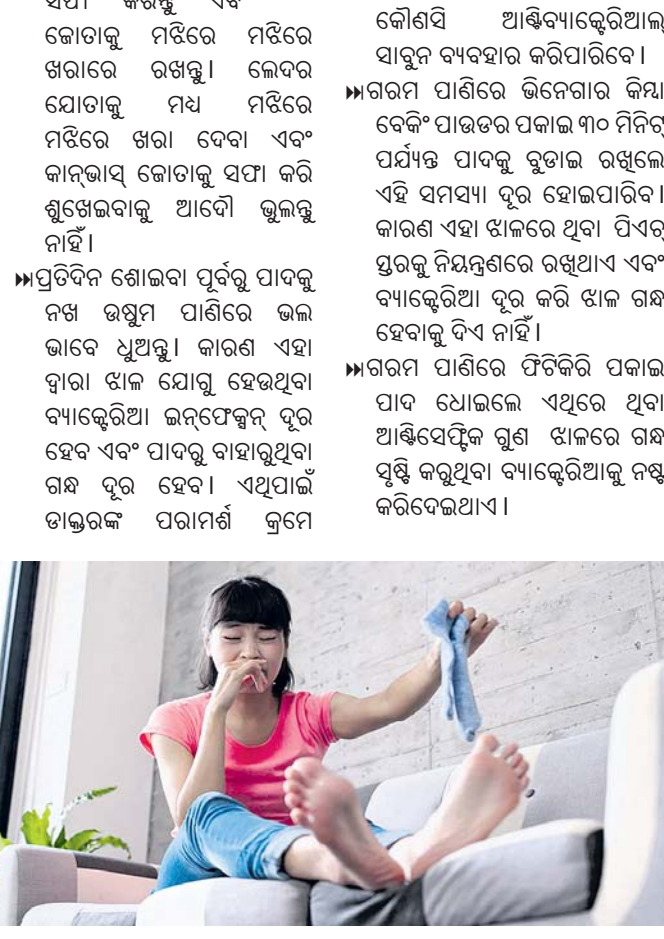 ସଫା କରନ୍ତୁ ଏବଂ
ଜୋତାକୁ ମଝିରେ ମଝିରେ
ଖରାରେ ରଖନ୍ତୁ। ଲେଦର
ଯୋତାକୁ ମଧ୍ୟ ମଝିରେ
ମଝିରେ ଖରା ଦେବା ଏବଂ
କାନ୍‌ଭାସ୍ ଜୋତାକୁ ସଫା କରି
ଶୁଖେଇବାକୁ ଆଦୌ ଭୁଲନ୍ତୁ
ନାହିଁ।
⏩ପ୍ରତିଦିନ ଶୋଇବା ପୂର୍ବରୁ ପାଦକୁ
ନଖ ଉଷୁମ ପାଣିରେ ଭଲ
ଭାବେ ଧୁଅନ୍ତୁ। କାରଣ ଏହା
ଦ୍ୱାରା ଝାଳ ଯୋଗୁ ହେଉଥିବା
ବ୍ୟାକ୍ଟେରିଆ ଇନ୍‌ଫେକ୍ସନ୍ ଦୂର
ହେବ ଏବଂ ପାଦରୁ ବାହାରୁଥିବା
ଗନ୍ଧ ଦୂର ହେବ। ଏଥିପାଇଁ
ଡାକ୍ତରଙ୍କ ପରାମର୍ଶ କ୍ରମେ
କୌଣସି ଆଣ୍ଟିବ୍ୟାକ୍ଟେରିଆଲ୍
ସାବୁନ ବ୍ୟବହାର କରିପାରିବେ।
⏩ଗରମ ପାଣିରେ ଭିନେଗାର କିମ୍ୱା
ବେକିଂ ପାଉଡର ପକାଇ ୩୦ ମିନିଟ୍
ପର୍ଯ୍ୟନ୍ତ ପାଦକୁ ବୁଡାଇ ରଖିଲେ
ଏହି ସମସ୍ୟା ଦୂର ହୋଇପାରିବ।
କାରଣ ଏହା ଝାଳରେ ଥିବା ପିଏଚ୍
ସ୍ତରକୁ ନିୟନ୍ତ୍ରଣରେ ରଖିଥାଏ ଏବଂ
ବ୍ୟାକ୍ଟେରିଆ ଦୂର କରି ଝାଳ ଗନ୍ଧ
ହେବାକୁ ଦିଏ ନାହିଁ।
⏩ଗରମ ପାଣିରେ ଫିଟିକିରି ପକାଇ
ପାଦ ଧୋଇଲେ ଏଥିରେ ଥିବା
ଆଣ୍ଟିସେପ୍ଟିକ ଗୁଣ ଝାଳରେ ଗନ୍ଧ
ସୃଷ୍ଟି କରୁଥିବା ବ୍ୟାକ୍ଟେରିଆକୁ ନଷ୍ଟ
କରିଦେଇଥାଏ।